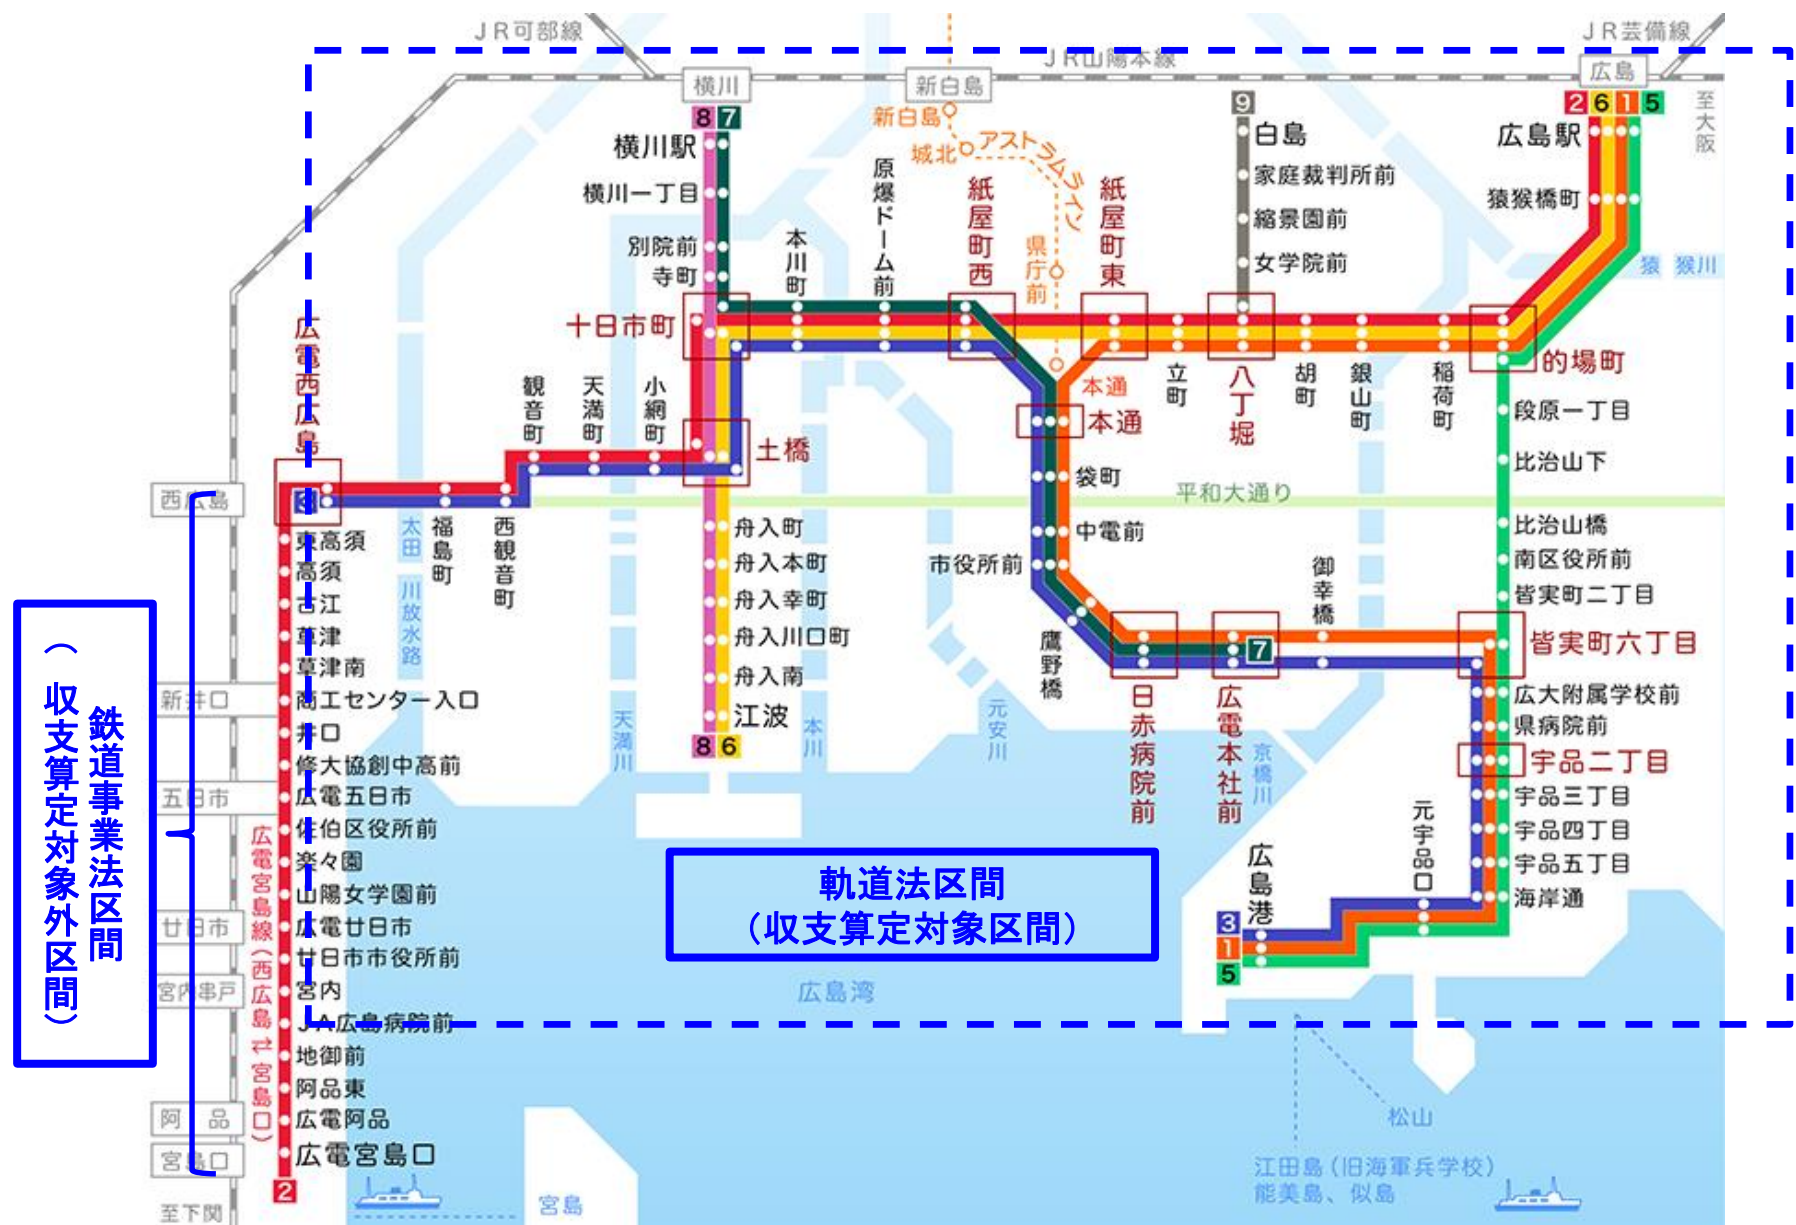 ＪＲ可部線
ＪＲ山陽本線
ＪＲ芸備線
横川
新白島
広島
至大阪
8 7
9
2 6 1 5
横川駅
横川一丁目
別院前
寺町
十日市町
本川町
原爆ドーム前
紙屋町西
紙屋町東
新白島
城北
アストラムライン
県庁前
本通
白島
家庭裁判所前
縮景園前
女学院前
広島駅
猿猴橋町
猿猴川
広電西広島
観音町
天満町
小網町
土橋
本通
立町
八丁堀
胡町
銀山町
稲荷町
的場町
段原一丁目
比治山下
平和大通り
比治山橋
南区役所前
皆実町二丁目
皆実町六丁目
西広島
3
福島町
西観音町
太田川放水路
舟入町
舟入本町
舟入幸町
舟入川口町
舟入南
江波
8 6
天満川
本川
元安川
京橋川
袋町
中電前
市役所前
鷹野橋
日赤病院前
広電本社前
7
御幸橋
広大附属学校前
県病院前
宇品二丁目
宇品三丁目
宇品四丁目
宇品五丁目
海岸通
元宇品口
広島港
3
1
5
東高須
高須
古江
草津
草津南
商工センター入口
井口
修大協創中高前
広電五日市
佐伯区役所前
楽々園
山陽女学園前
広電廿日市
廿日市市役所前
宮内
ＪＡ広島病院前
地御前
阿品東
広電阿品
広電宮島口
2
新井口
五日市
廿日市
宮内串戸
阿品
宮島口
至下関
広電宮島線（西広島⇄宮島口）
鉄道事業法区間
（収支算定対象外区間）
軌道法区間
（収支算定対象区間）
広島湾
宮島
松山
江田島（旧海軍兵学校）
能美島、似島